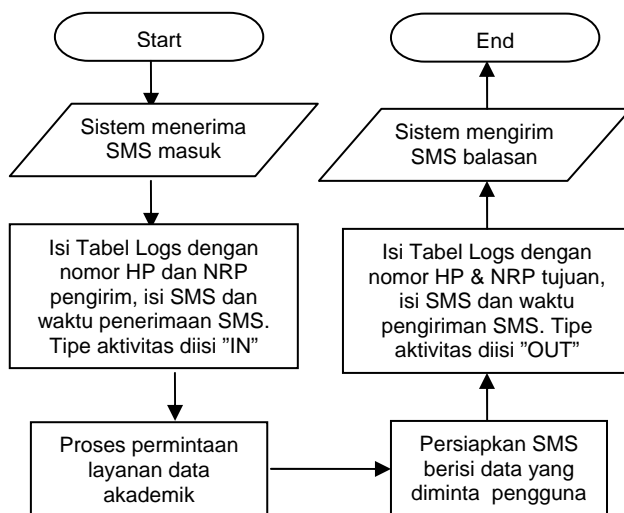 Start
Sistem menerima
SMS masuk
Isi Tabel Logs dengan
nomor HP dan NRP
pengirim, isi SMS dan
waktu penerimaan SMS.
Tipe aktivitas diisi ”IN”
Proses permintaan
layanan data
akademik
Persiapkan SMS
berisi data yang
diminta  pengguna
Isi Tabel Logs dengan
nomor HP & NRP tujuan,
isi SMS dan waktu
pengiriman SMS. Tipe
aktivitas diisi ”OUT”
Sistem mengirim
SMS balasan
End